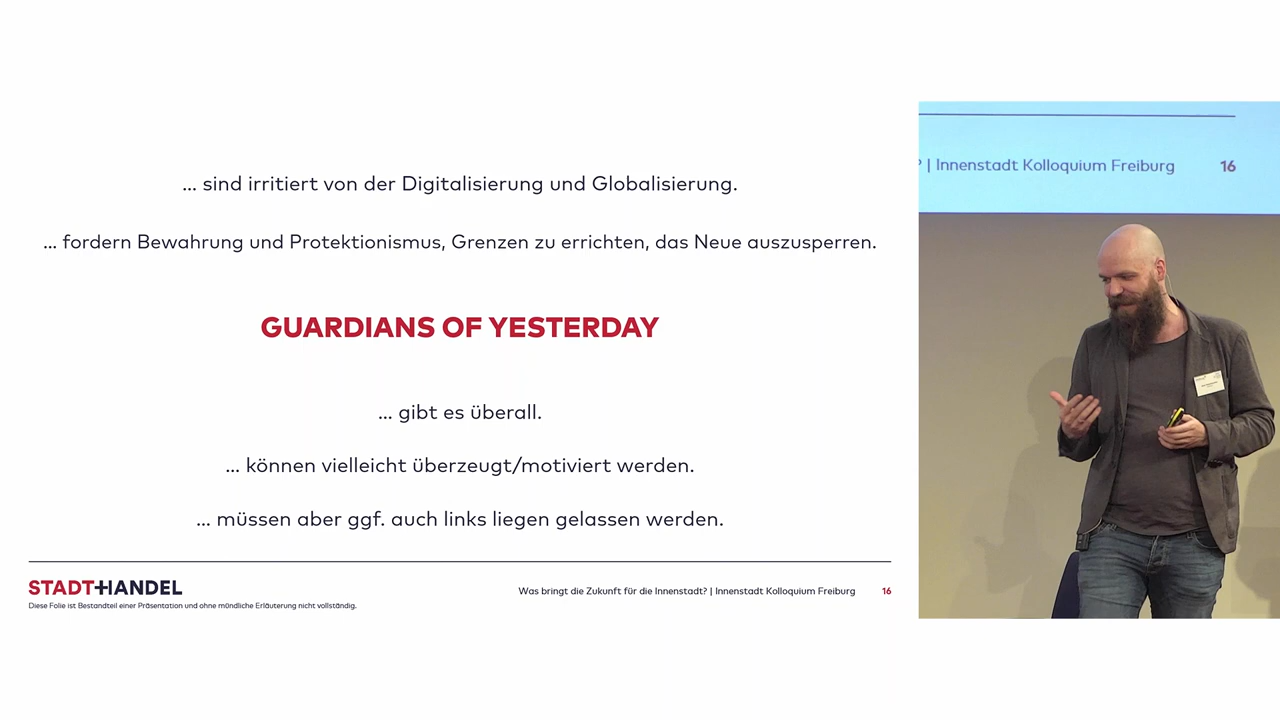 ... sind irritiert von der Digitalisierung und Globalisierung.
... fordern Bewahrung und Protektionismus, Grenzen zu errichten, das Neue auszusperren.
GUARDIANS OF YESTERDAY
... gibt es überall.
... können vielleicht überzeugt/motiviert werden.
... müssen aber ggf. auch links liegen gelassen werden.
STADT+HANDEL
Diese Folie ist Bestandteil einer Präsentation und ohne mündliche Erläuterung nicht vollständig.
Was bringt die Zukunft für die Innenstadt? | Innenstadt Kolloquium Freiburg 16
? | Innenstadt Kolloquium Freiburg 16